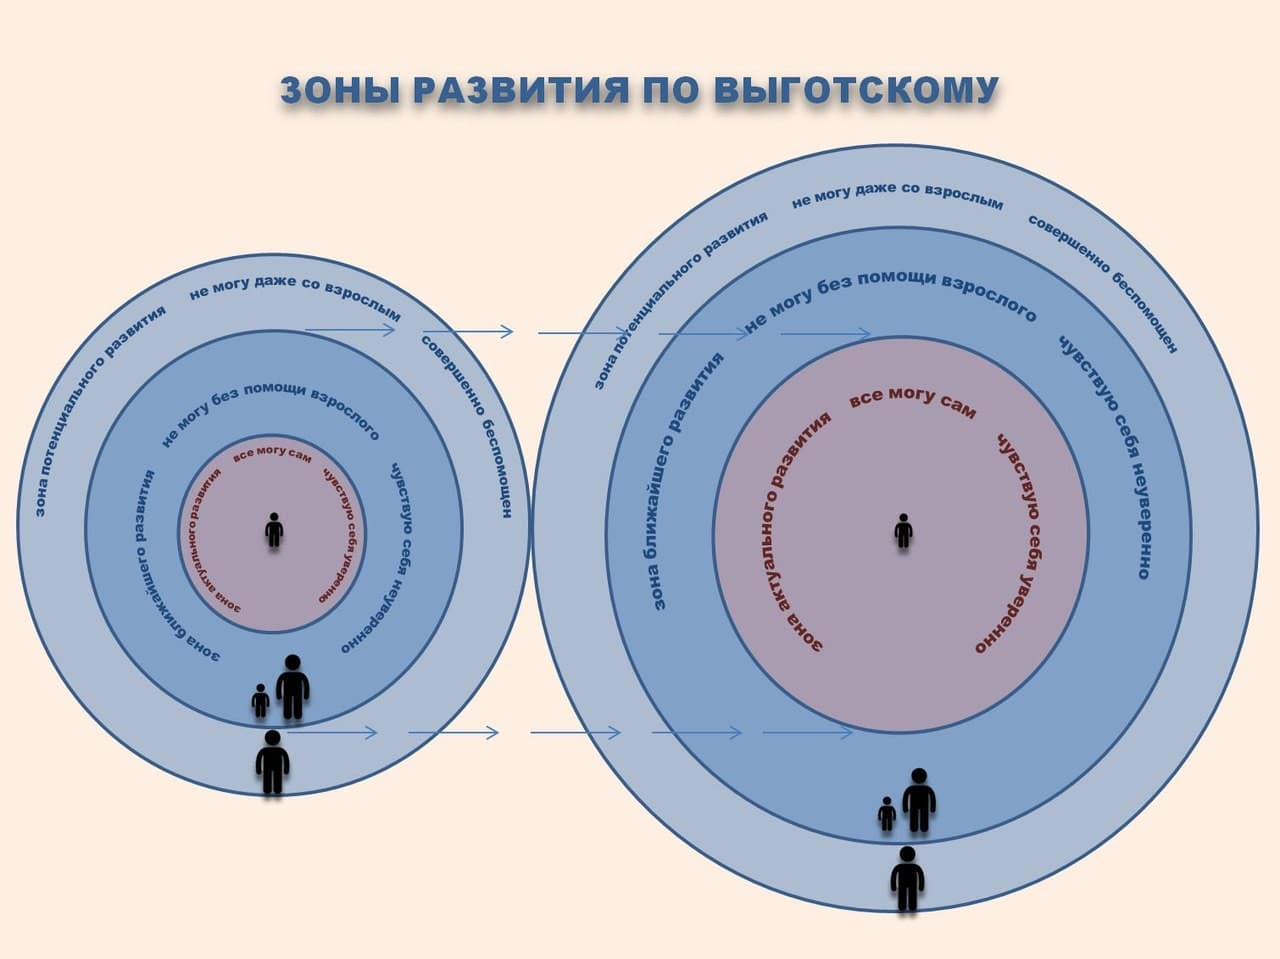 ЗОНЫ РАЗВИТИЯ ПО ВЫГОТСКОМУ
зона потенциального развития
не могу даже со взрослым
совершенно беспомощен
зона ближайшего развития
не могу без помощи взрослого
чувствую себя неуверенно
зона актуального развития
все могу сам
чувствую себя уверенно
зона потенциального развития
не могу даже со взрослым
совершенно беспомощен
зона ближайшего развития
не могу без помощи взрослого
чувствую себя неуверенно
зона актуального развития
все могу сам
чувствую себя уверенно